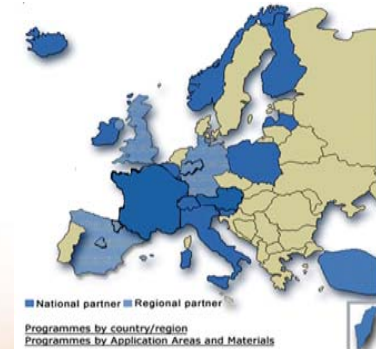 National partner Regional partner
Programmes by country/region
Programmes by Application Areas and Materials